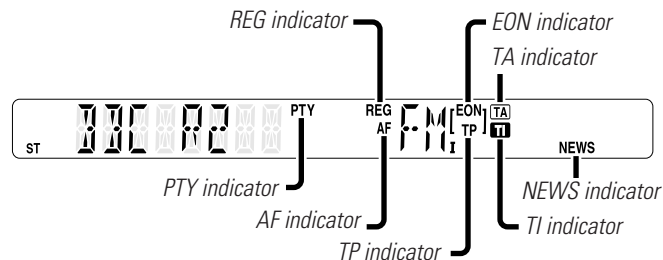 REG indicator
EON indicator
TA indicator
PTY REG EON TA
BBC R2 AF FM [TP] TI
ST I NEWS
PTY indicator
NEWS indicator
AF indicator
TI indicator
TP indicator